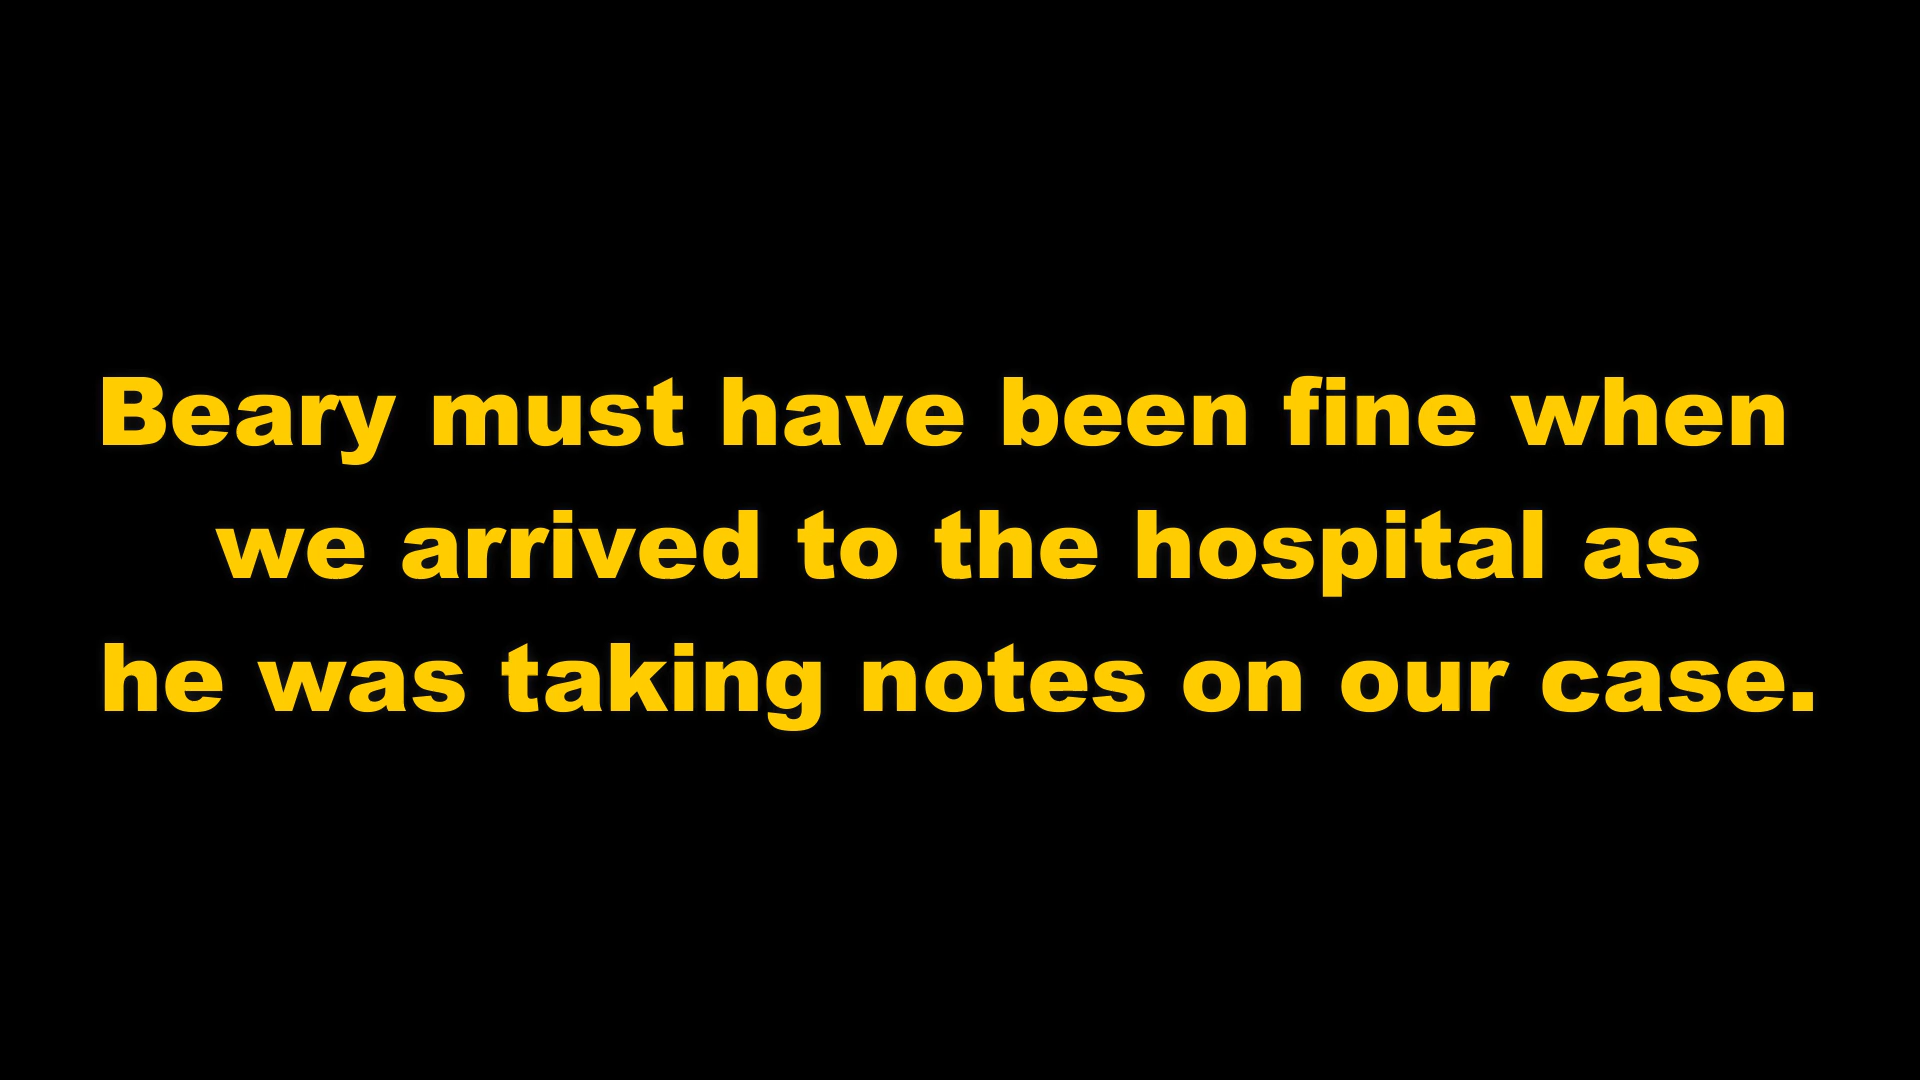 Beary must have been fine when
we arrived to the hospital as
he was taking notes on our case.